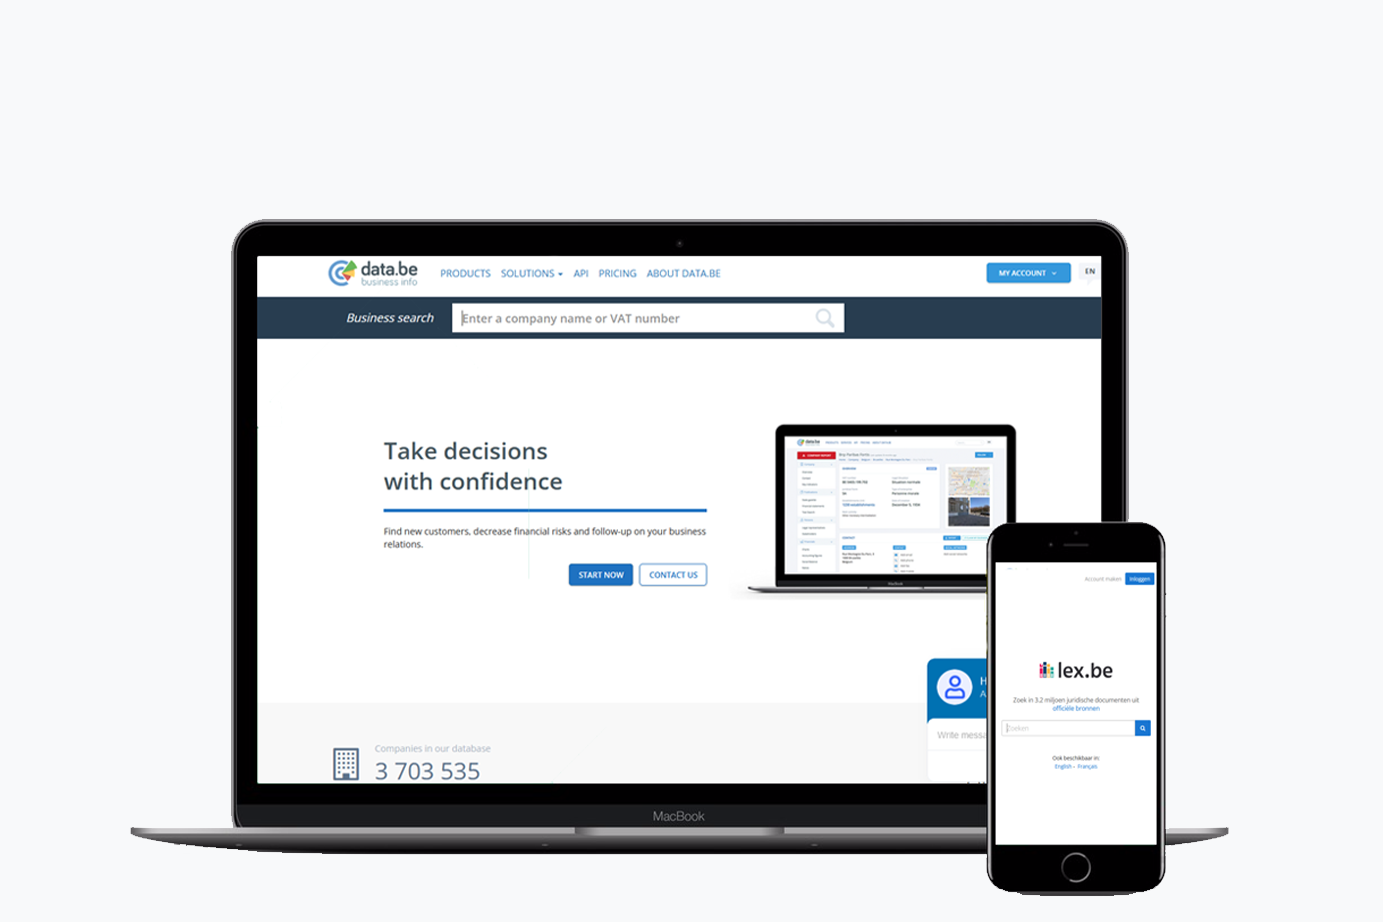 data.be
business info
PRODUCTS SOLUTIONS API PRICING ABOUT DATA.BE
MY ACCOUNT
EN
Business search
Enter a company name or VAT number
Take decisions
with confidence
Find new customers, decrease financial risks and follow-up on your business
relations.
START NOW
CONTACT US
data.be
H
A
Write messa
Companies in our database
3 703 535
MacBook
Account maken
Inloggen
lex.be
Zoek in 3.2 miljoen juridische documenten uit
officiële bronnen
Zoeken
Ook beschikbaar in:
English - Français